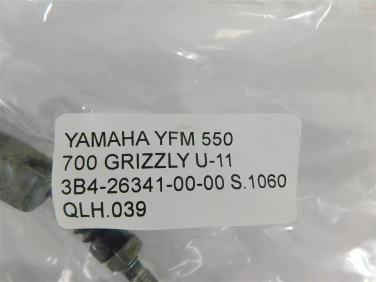 YAMAHA YFM 550
700 GRIZZLY U-11
3B4-26341-00-00 S.1060
QLH.039